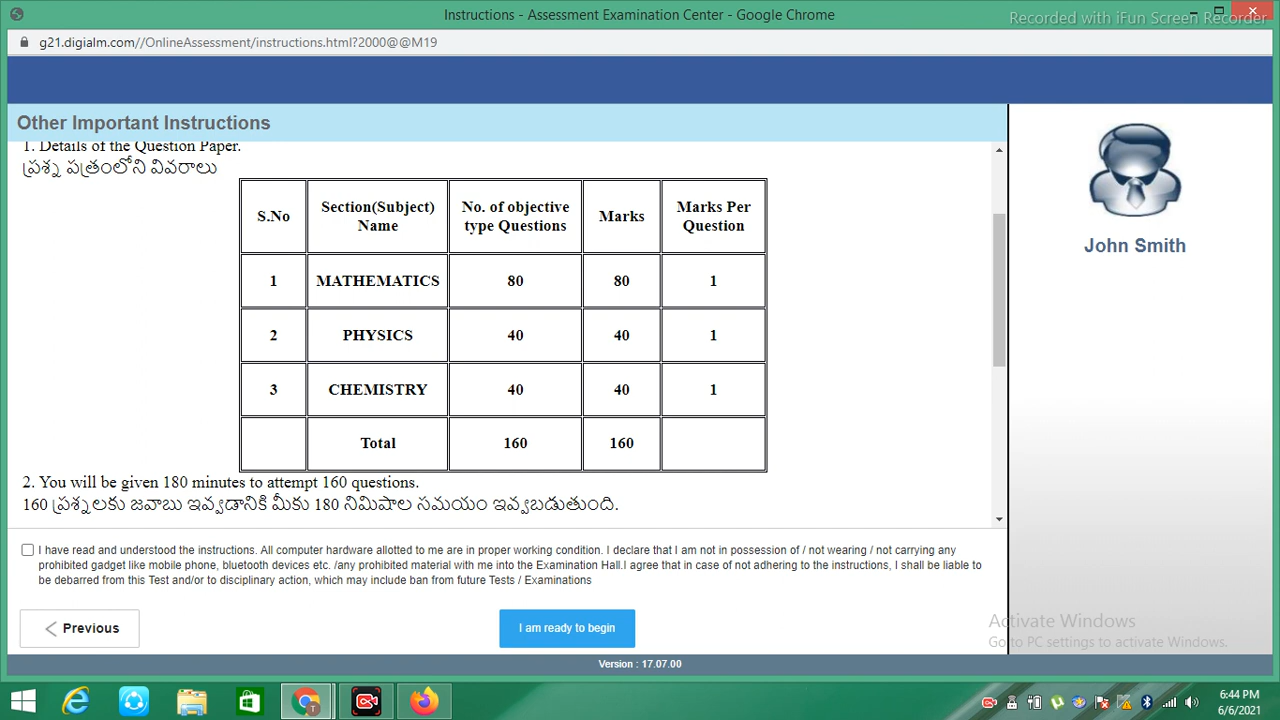 Instructions - Assessment Examination Center - Google Chrome
Recorded with iFun Screen Recorder
g21.digialm.com//OnlineAssessment/instructions.html?2000@@M19
Other Important Instructions
1. Details of the Question Paper.
ప్రశ్న పత్రంలోని వివరాలు
S.No Section(Subject) Name No. of objective type Questions Marks Marks Per Question
1 MATHEMATICS 80 80 1
2 PHYSICS 40 40 1
3 CHEMISTRY 40 40 1
Total 160 160
2. You will be given 180 minutes to attempt 160 questions.
160 ప్రశ్నలకు జవాబు ఇవ్వడానికి మీకు 180 నిమిషాల సమయం ఇవ్వబడుతుంది.
John Smith
I have read and understood the instructions. All computer hardware allotted to me are in proper working condition. I declare that I am not in possession of / not wearing / not carrying any
prohibited gadget like mobile phone, bluetooth devices etc. /any prohibited material with me into the Examination Hall.I agree that in case of not adhering to the instructions, I shall be liable
to be debarred from this Test and/or to disciplinary action, which may include ban from future Tests / Examinations
Previous
I am ready to begin
Activate Windows
Go to PC settings to activate Windows.
Version : 17.07.00
T
6:44 PM
6/6/2021